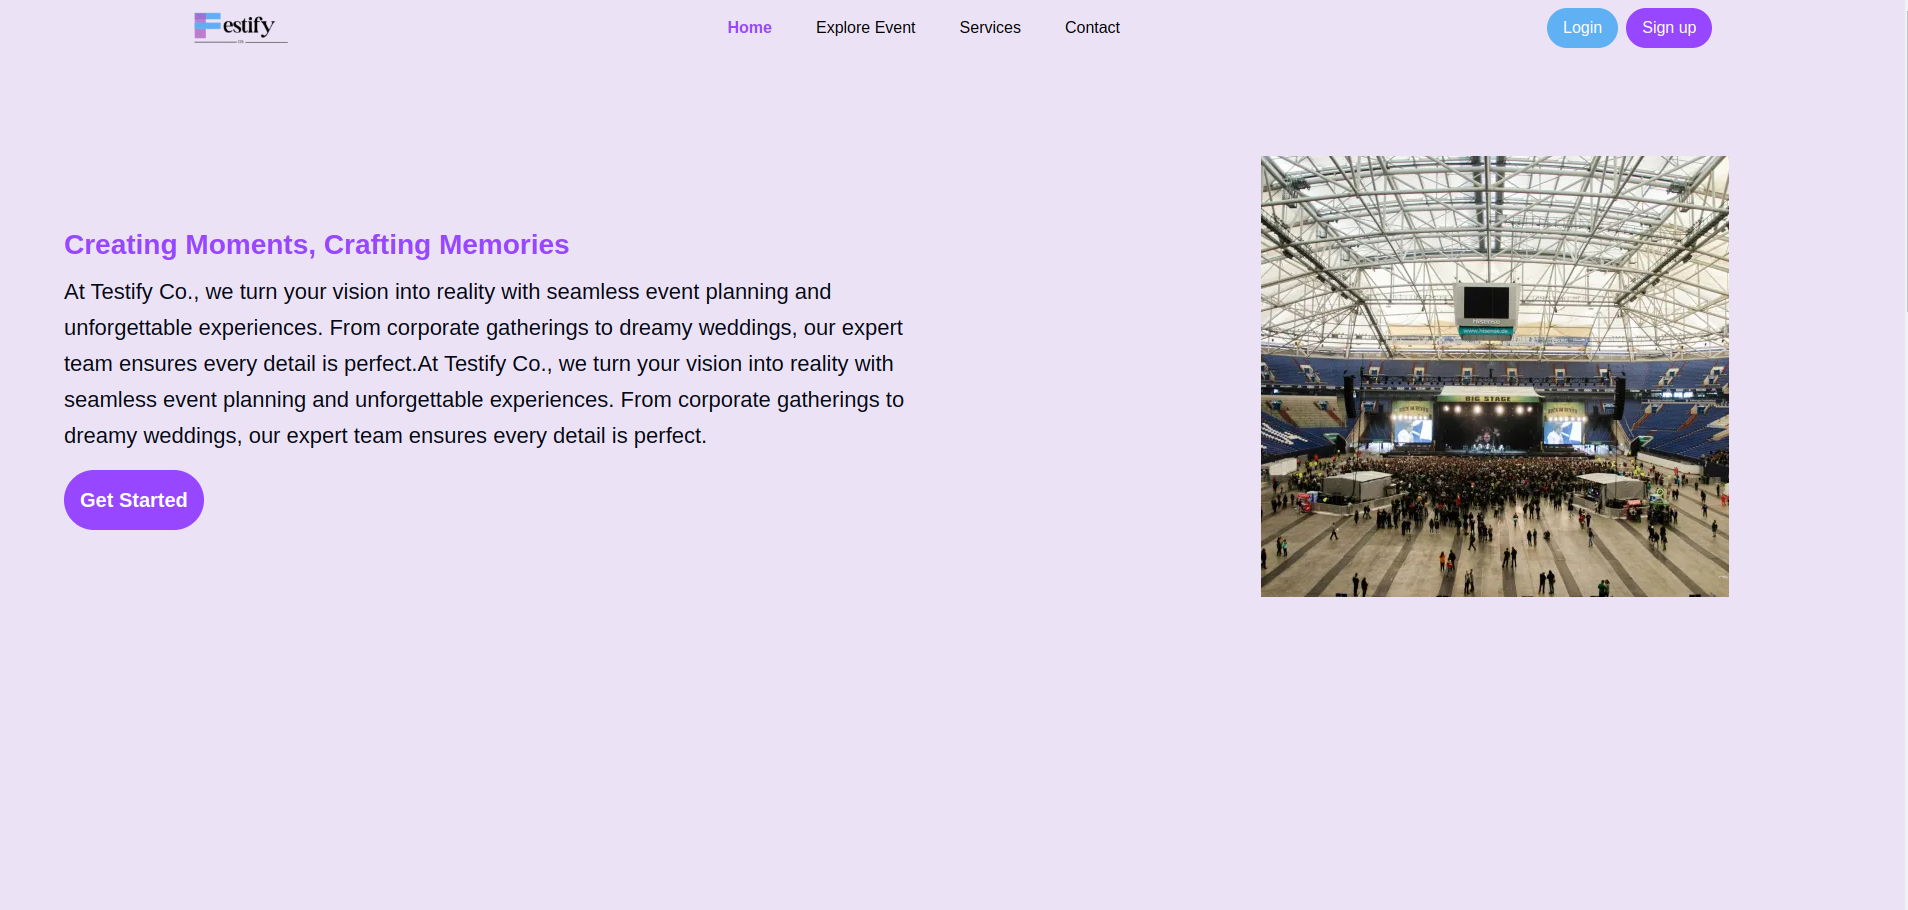 Festify
Home Explore Event Services Contact Login Sign up
Creating Moments, Crafting Memories
At Testify Co., we turn your vision into reality with seamless event planning and
unforgettable experiences. From corporate gatherings to dreamy weddings, our expert
team ensures every detail is perfect.At Testify Co., we turn your vision into reality with
seamless event planning and unforgettable experiences. From corporate gatherings to
dreamy weddings, our expert team ensures every detail is perfect.
Get Started
Hisense
www.hisense.de
BIG STAGE